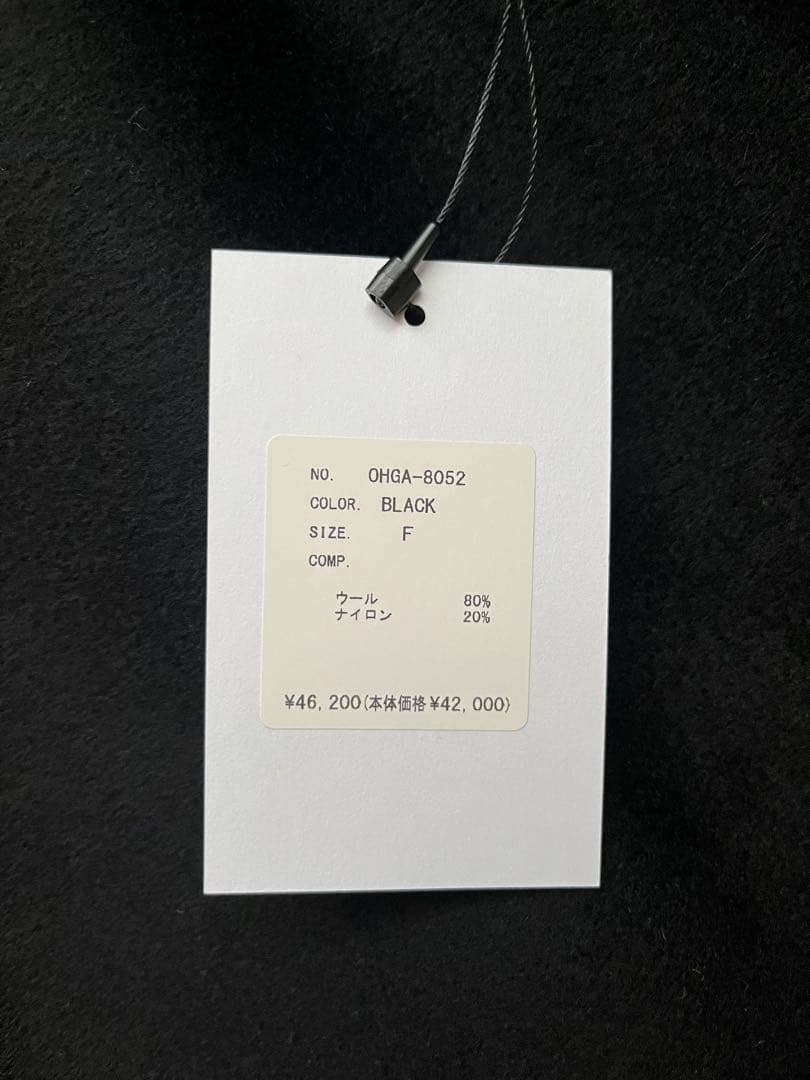 NO. OHGA-8052
COLOR. BLACK
SIZE. F
COMP.
ウール 80%
ナイロン 20%
¥46,200(本体価格¥42,000)